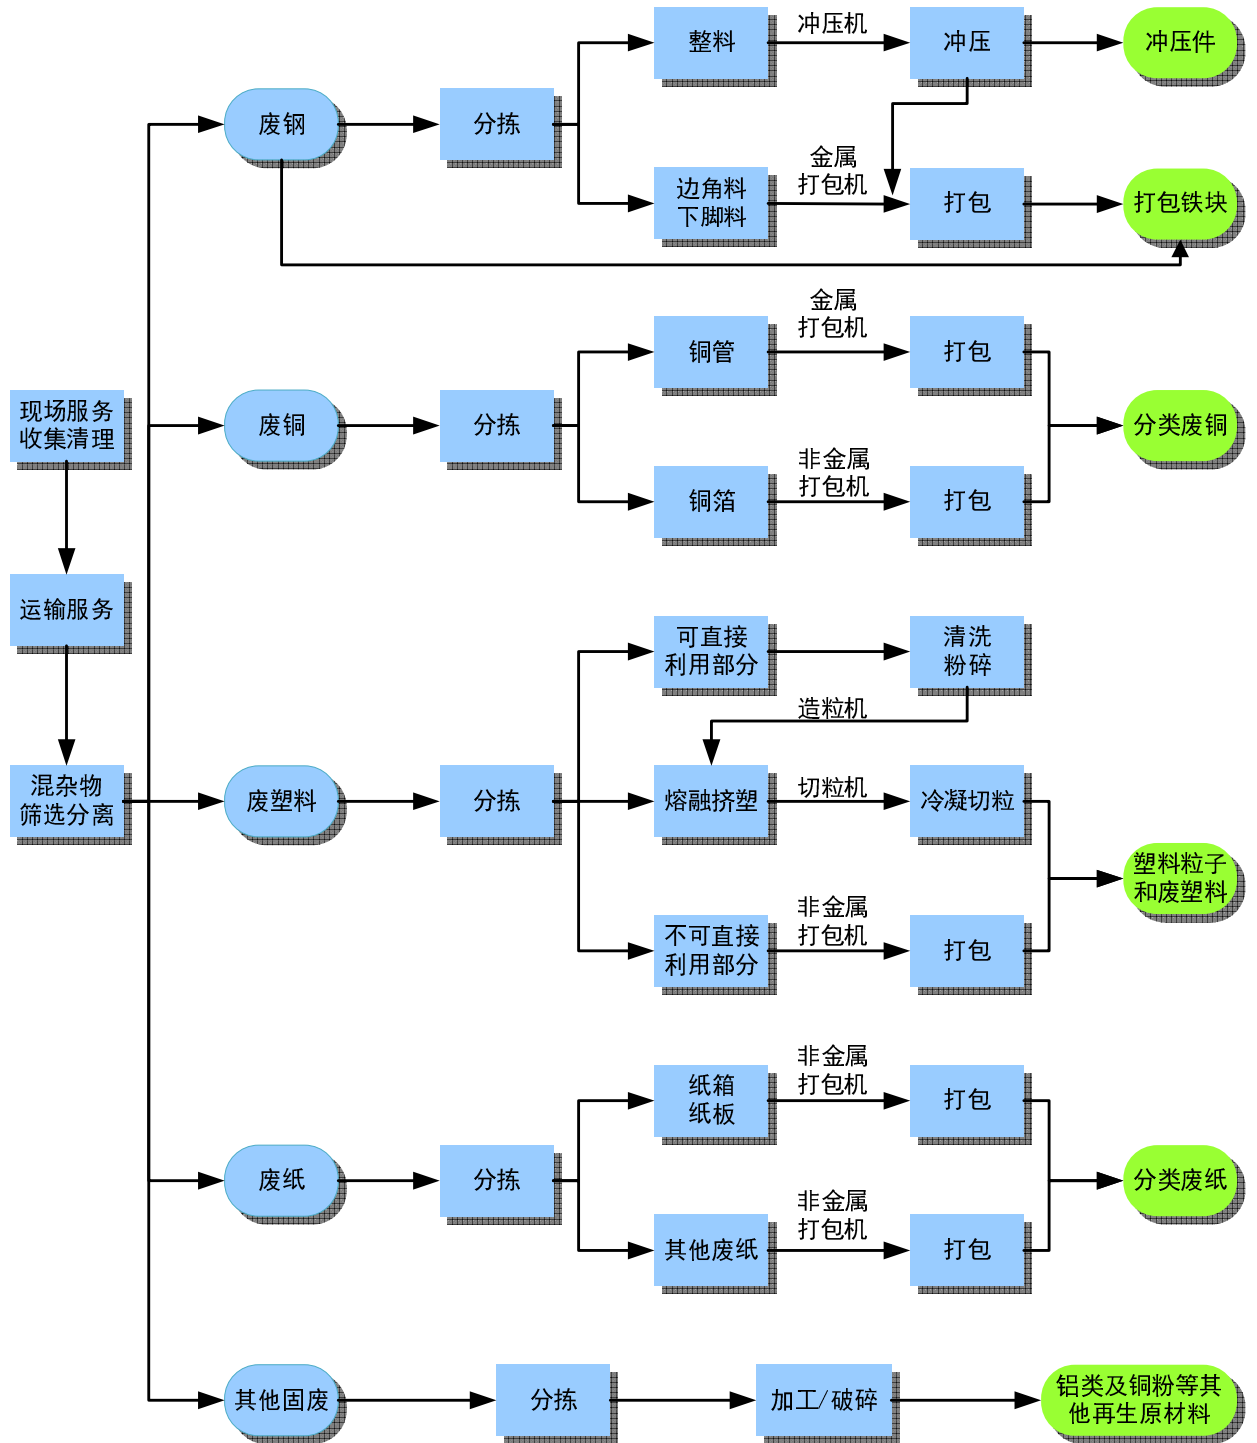 整料
冲压机
冲压
冲压件
废钢
分拣
边角料
下脚料
金属
打包机
打包
打包铁块
现场服务
收集清理
运输服务
混杂物
筛选分离
废铜
分拣
铜管
金属
打包机
打包
铜箔
非金属
打包机
打包
分类废铜
废塑料
分拣
可直接
利用部分
清洗
粉碎
造粒机
熔融挤塑
切粒机
冷凝切粒
不可直接
利用部分
非金属
打包机
打包
塑料粒子
和废塑料
废纸
分拣
纸箱
纸板
非金属
打包机
打包
其他废纸
非金属
打包机
打包
分类废纸
其他固废
分拣
加工/破碎
铝类及铜粉等其
他再生原材料